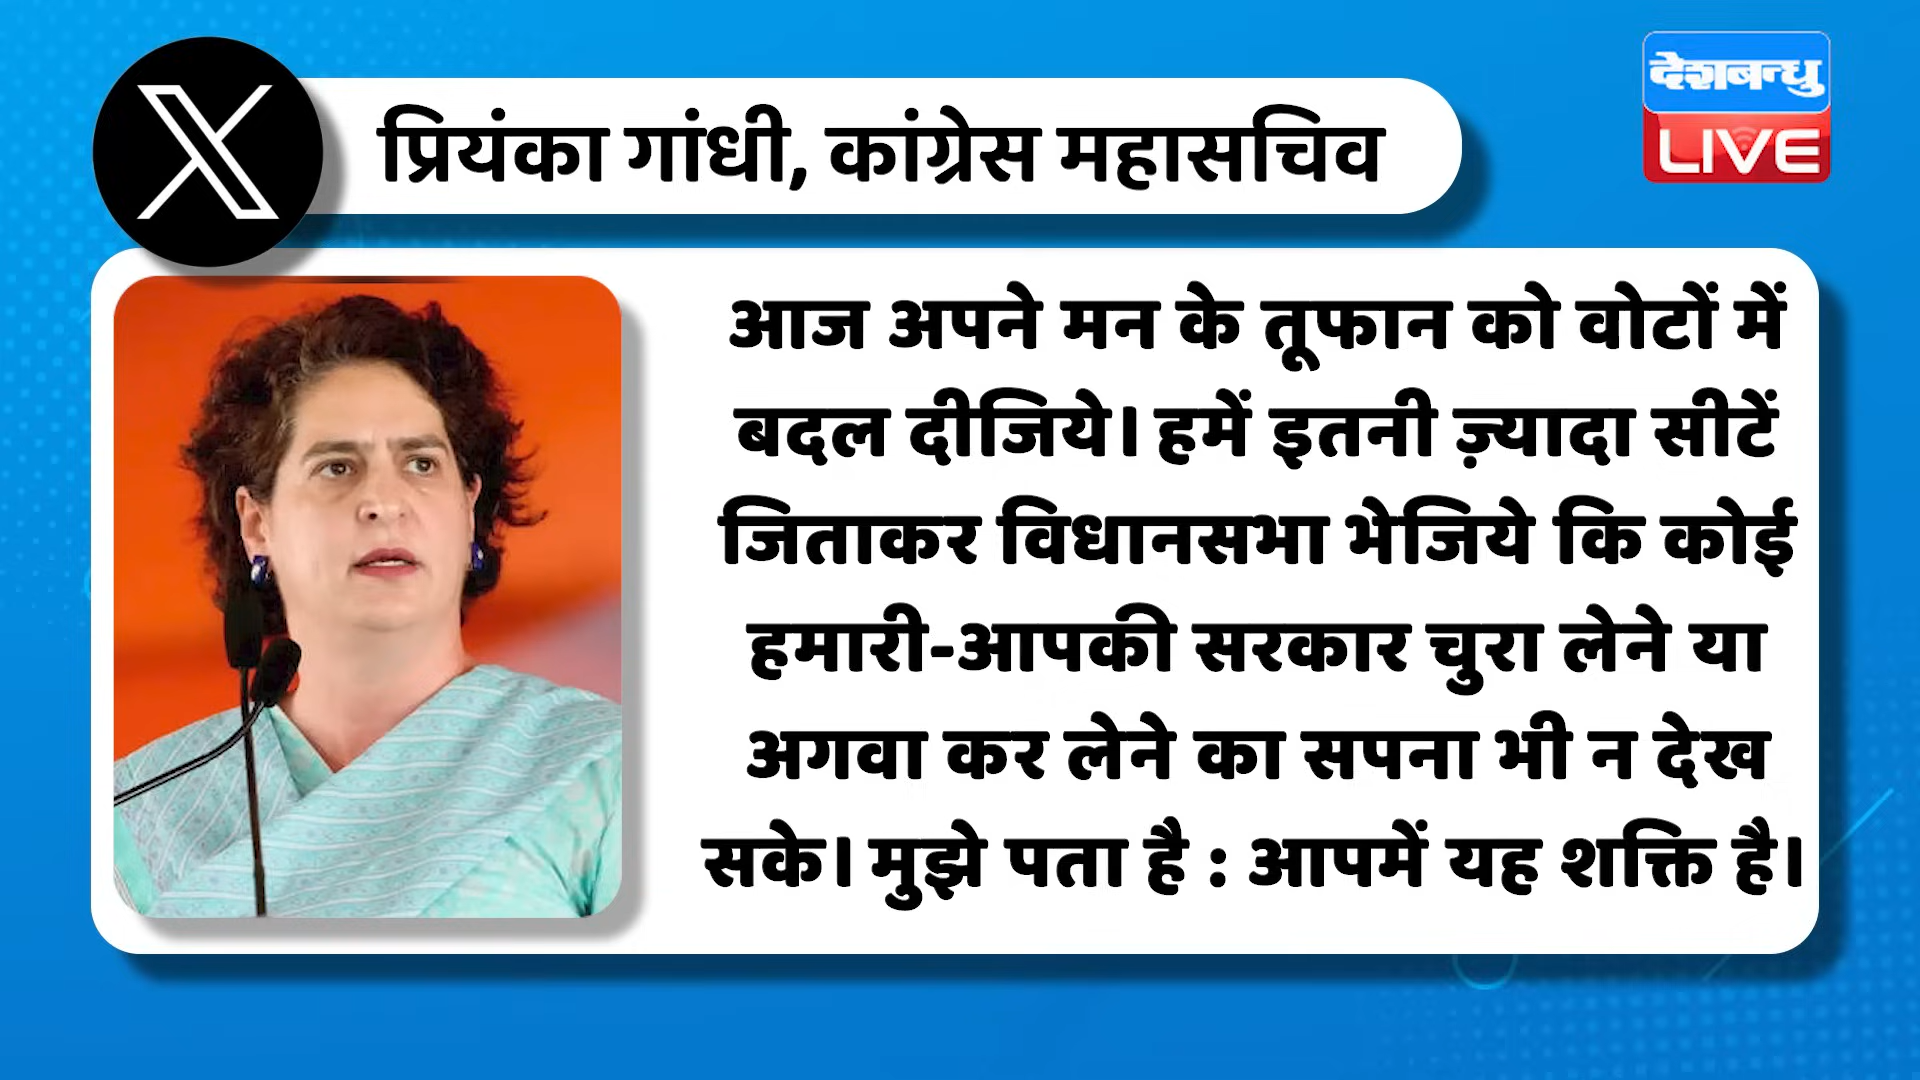 प्रियंका गांधी, कांग्रेस महासचिव
देशबन्धु
LIVE
आज अपने मन के तूफान को वोटों में
बदल दीजिये। हमें इतनी ज़्यादा सीटें
जिताकर विधानसभा भेजिये कि कोई
हमारी-आपकी सरकार चुरा लेने या
अगवा कर लेने का सपना भी न देख
सके। मुझे पता है : आपमें यह शक्ति है।